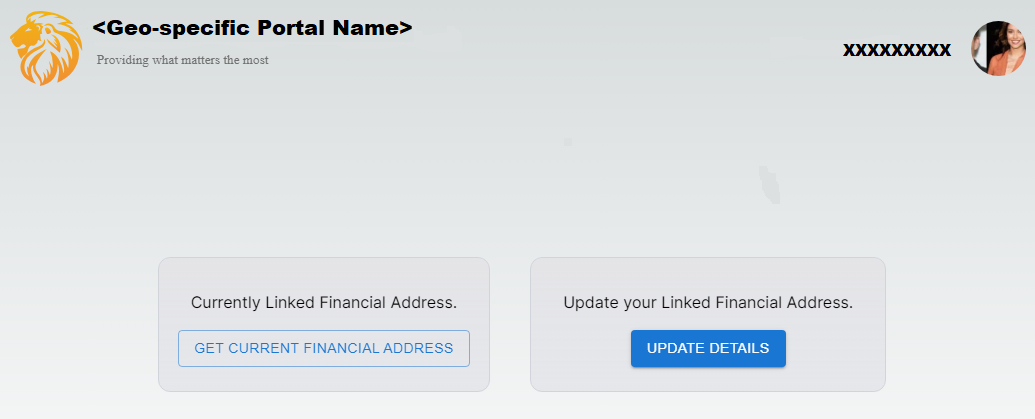 <Geo-specific Portal Name>
Providing what matters the most
XXXXXXXXX
Currently Linked Financial Address.
GET CURRENT FINANCIAL ADDRESS
Update your Linked Financial Address.
UPDATE DETAILS